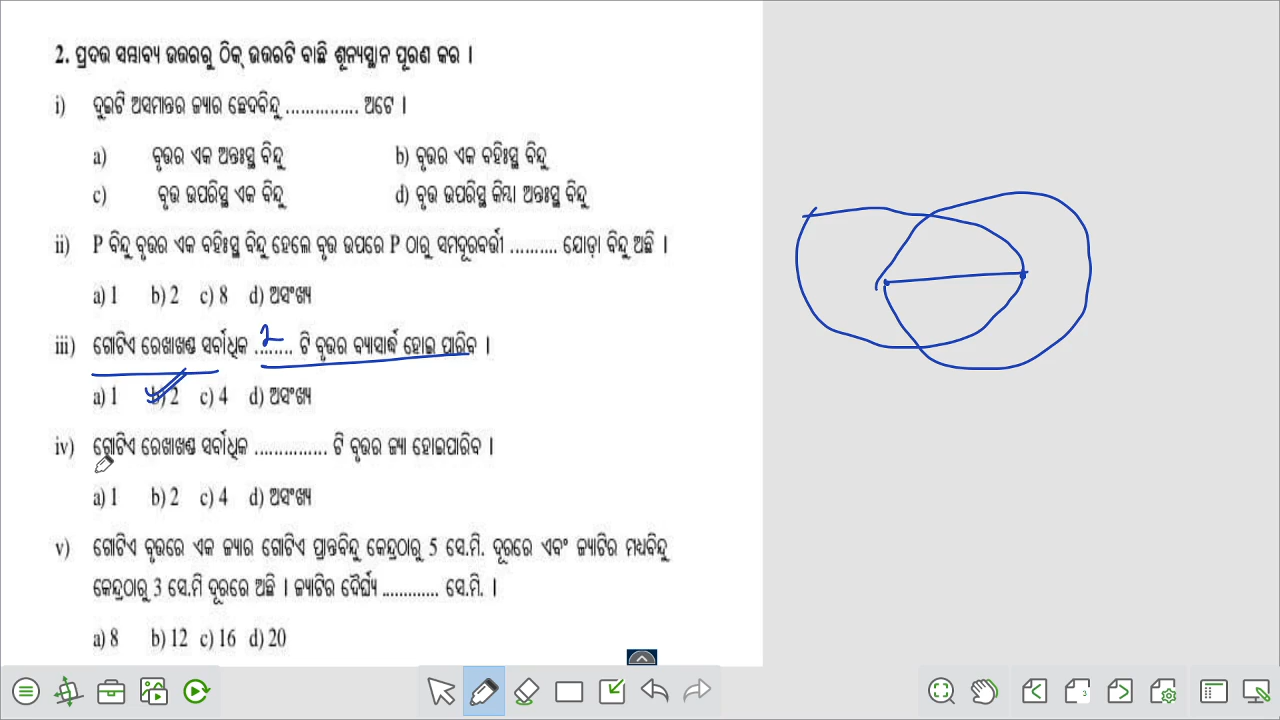 2. ପ୍ରଦତ୍ତ ସମ୍ଭାବ୍ୟ ଉତ୍ତରରୁ ଠିକ୍ ଉତ୍ତରଟି ବାଛି ଶୂନ୍ୟସ୍ଥାନ ପୂରଣ କର ।
i) ଦୁଇଟି ଅସମାନ୍ତର ଜ୍ୟାର ଛେଦବିନ୍ଦୁ ............... ଅଟେ ।
a) ବୃତ୍ତର ଏକ ଅନ୍ତଃସ୍ଥ ବିନ୍ଦୁ b) ବୃତ୍ତର ଏକ ବହିଃସ୍ଥ ବିନ୍ଦୁ
c) ବୃତ୍ତ ଉପରିସ୍ଥ ଏକ ବିନ୍ଦୁ d) ବୃତ୍ତ ଉପରିସ୍ଥ କିମ୍ବା ଅନ୍ତଃସ୍ଥ ବିନ୍ଦୁ
ii) P ବିନ୍ଦୁ ବୃତ୍ତର ଏକ ବହିଃସ୍ଥ ବିନ୍ଦୁ ହେଲେ ବୃତ୍ତ ଉପରେ P ଠାରୁ ସମଦୂରବର୍ତ୍ତୀ .......... ଯୋଡ଼ା ବିନ୍ଦୁ ଅଛି ।
a) 1 b) 2 c) 8 d) ଅସଂଖ୍ୟ
iii) ଗୋଟିଏ ରେଖାଖଣ୍ଡ ସର୍ବାଧିକ ...2..... ଟି ବୃତ୍ତର ବ୍ୟାସାର୍ଦ୍ଧ ହୋଇ ପାରିବ ।
a) 1 b) 2 c) 4 d) ଅସଂଖ୍ୟ
iv) ଗୋଟିଏ ରେଖାଖଣ୍ଡ ସର୍ବାଧିକ ............... ଟି ବୃତ୍ତର ଜ୍ୟା ହୋଇପାରିବ ।
a) 1 b) 2 c) 4 d) ଅସଂଖ୍ୟ
v) ଗୋଟିଏ ବୃତ୍ତରେ ଏକ ଜ୍ୟାର ଗୋଟିଏ ପ୍ରାନ୍ତବିନ୍ଦୁ କେନ୍ଦ୍ରଠାରୁ 5 ସେ.ମି. ଦୂରରେ ଏବଂ ଜ୍ୟାଟିର ମଧ୍ୟବିନ୍ଦୁ
କେନ୍ଦ୍ରଠାରୁ 3 ସେ.ମି ଦୂରରେ ଅଛି । ଜ୍ୟାଟିର ଦୈର୍ଘ୍ୟ ............. ସେ.ମି. ।
a) 8 b) 12 c) 16 d) 20
3